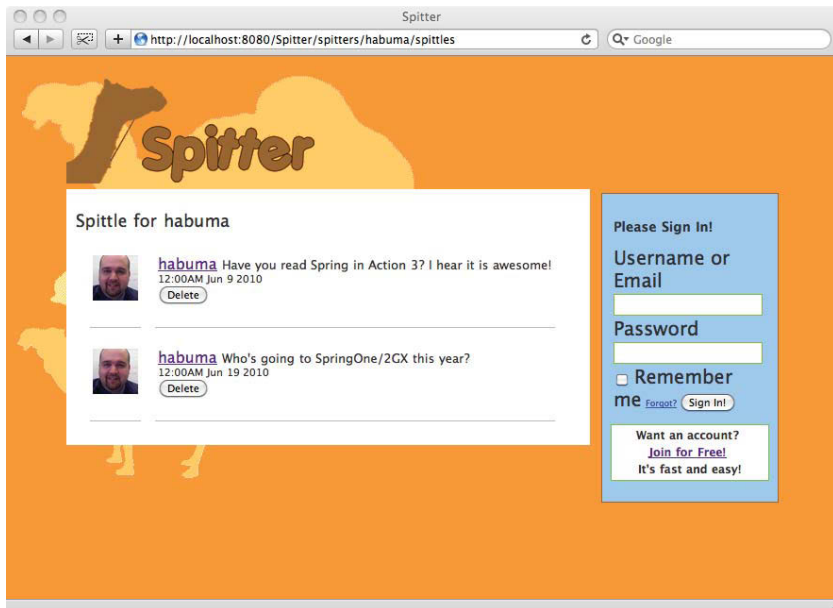 Spitter
http://localhost:8080/Spitter/spitters/habuma/spittles
Google
Spitter
Spittle for habuma
habuma Have you read Spring in Action 3? I hear it is awesome!
12:00AM Jun 9 2010
Delete
habuma Who's going to SpringOne/2GX this year?
12:00AM Jun 19 2010
Delete
Please Sign In!
Username or
Email
Password
Remember
me Forgot? Sign In!
Want an account?
Join for Free!
It's fast and easy!